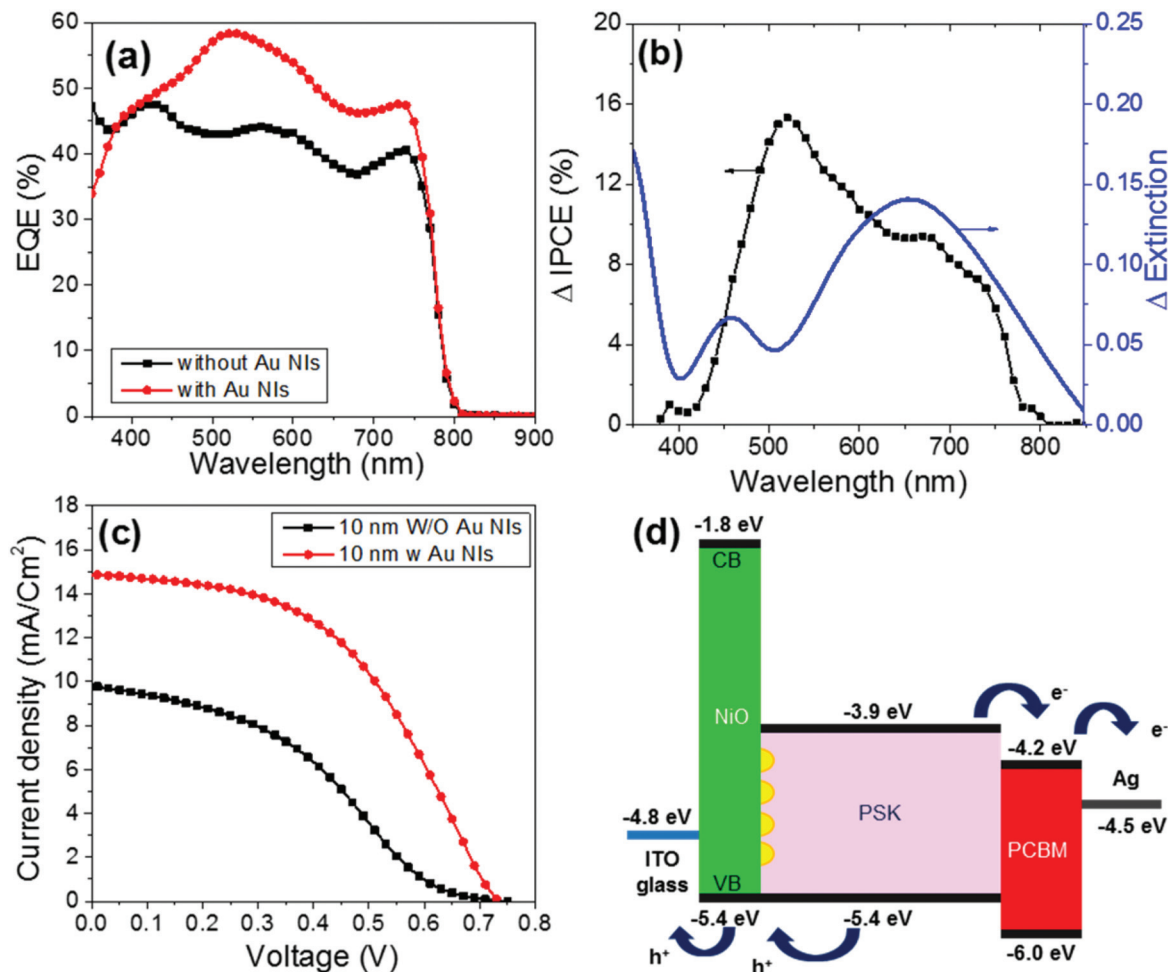 (a)
60
50
40
30
20
10
0
EQE (%)
without Au NIs
with Au NIs
400 500 600 700 800 900
Wavelength (nm)
(b)
20
16
12
8
4
0
Δ IPCE (%)
0.25
0.20
0.15
0.10
0.05
0.00
Δ Extinction
400 500 600 700 800
Wavelength (nm)
(c)
18
16
14
12
10
8
6
4
2
0
Current density (mA/Cm²)
10 nm W/O Au NIs
10 nm w Au NIs
0.0 0.1 0.2 0.3 0.4 0.5 0.6 0.7 0.8
Voltage (V)
(d)
-1.8 eV
CB
NiO
VB
-5.4 eV
-4.8 eV
ITO
glass
-3.9 eV
PSK
-5.4 eV
e⁻
-4.2 eV
PCBM
-6.0 eV
e⁻
Ag
-4.5 eV
h⁺
h⁺